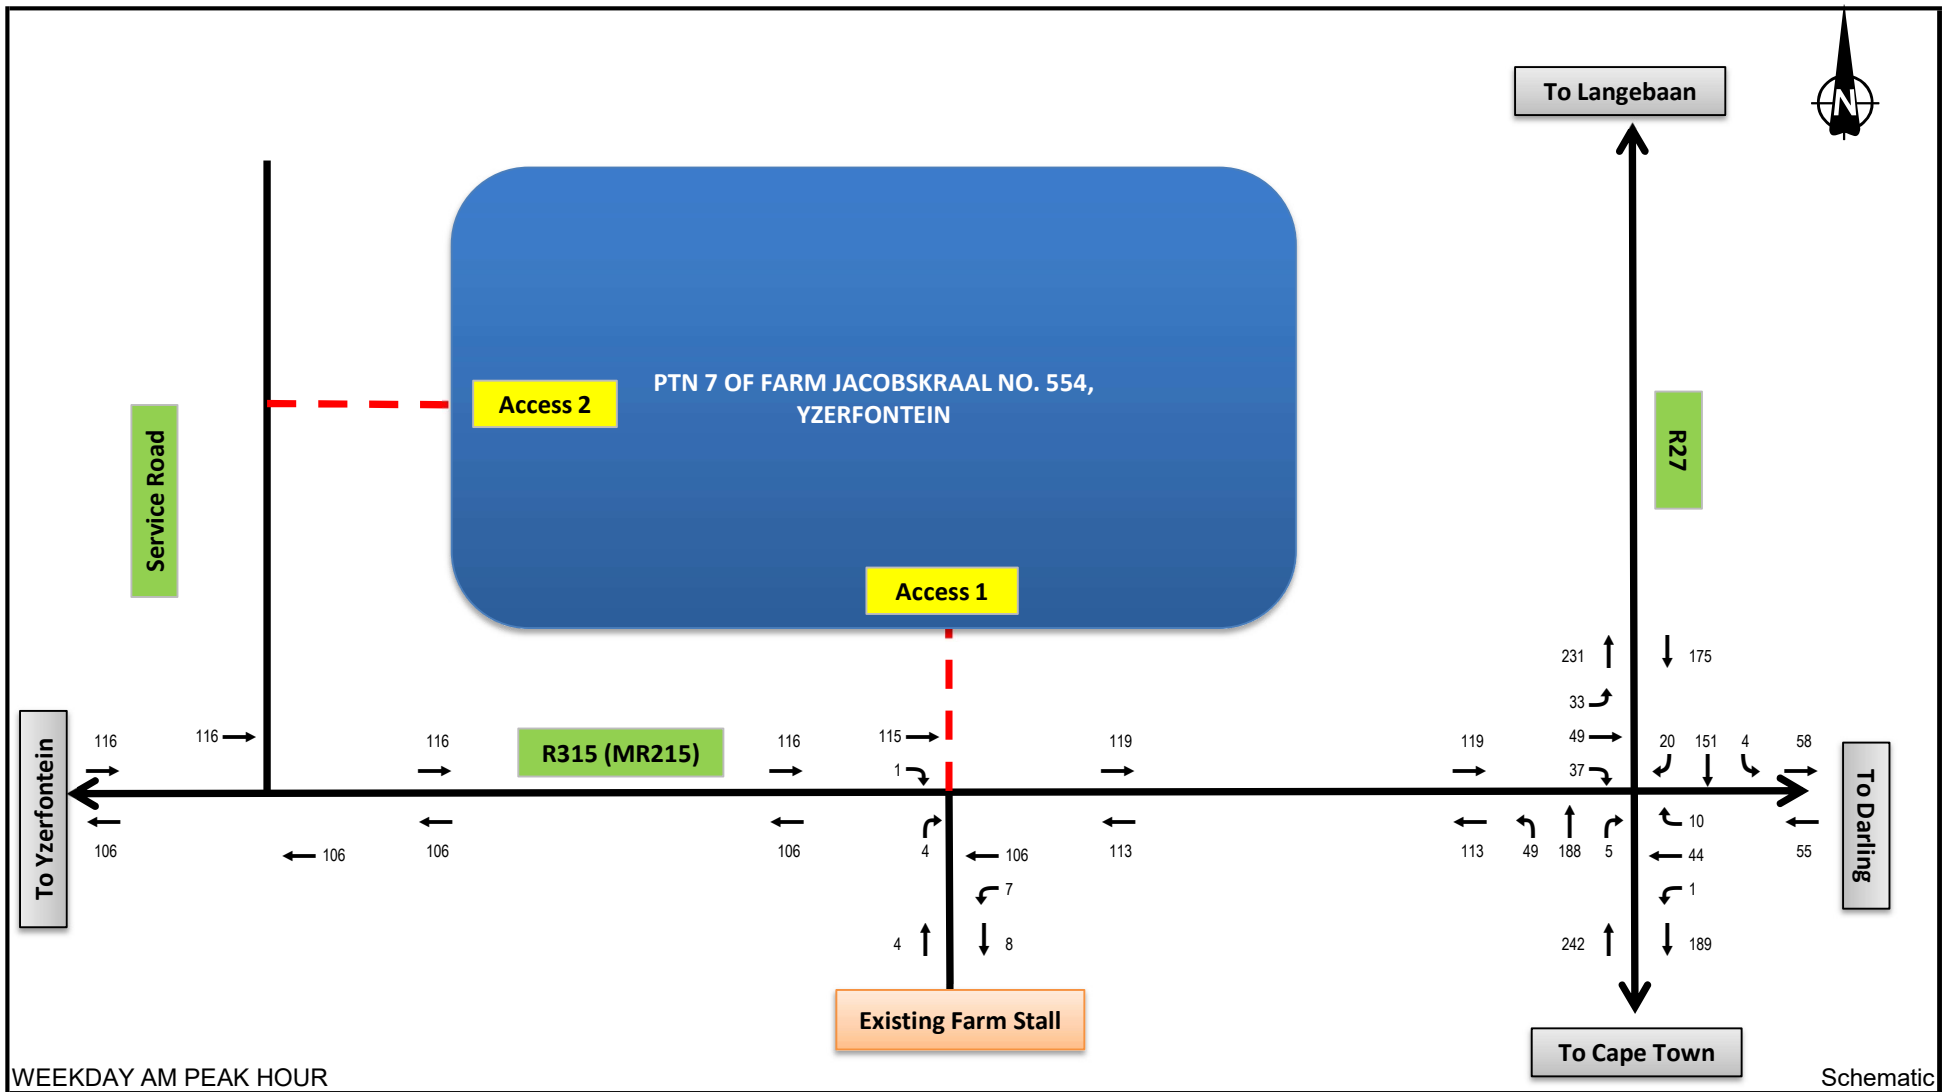 To Langebaan
N
PTN 7 OF FARM JACOBSKRAAL NO. 554,
YZERFONTEIN
Access 2
Service Road
R27
Access 1
231
175
33
116
116
116
R315 (MR215)
116
115
119
119
49
20
151
4
58
1
37
To Yzerfontein
To Darling
106
106
106
106
4
106
113
113
49
188
5
10
44
55
7
1
4
8
242
189
Existing Farm Stall
To Cape Town
WEEKDAY AM PEAK HOUR
Schematic